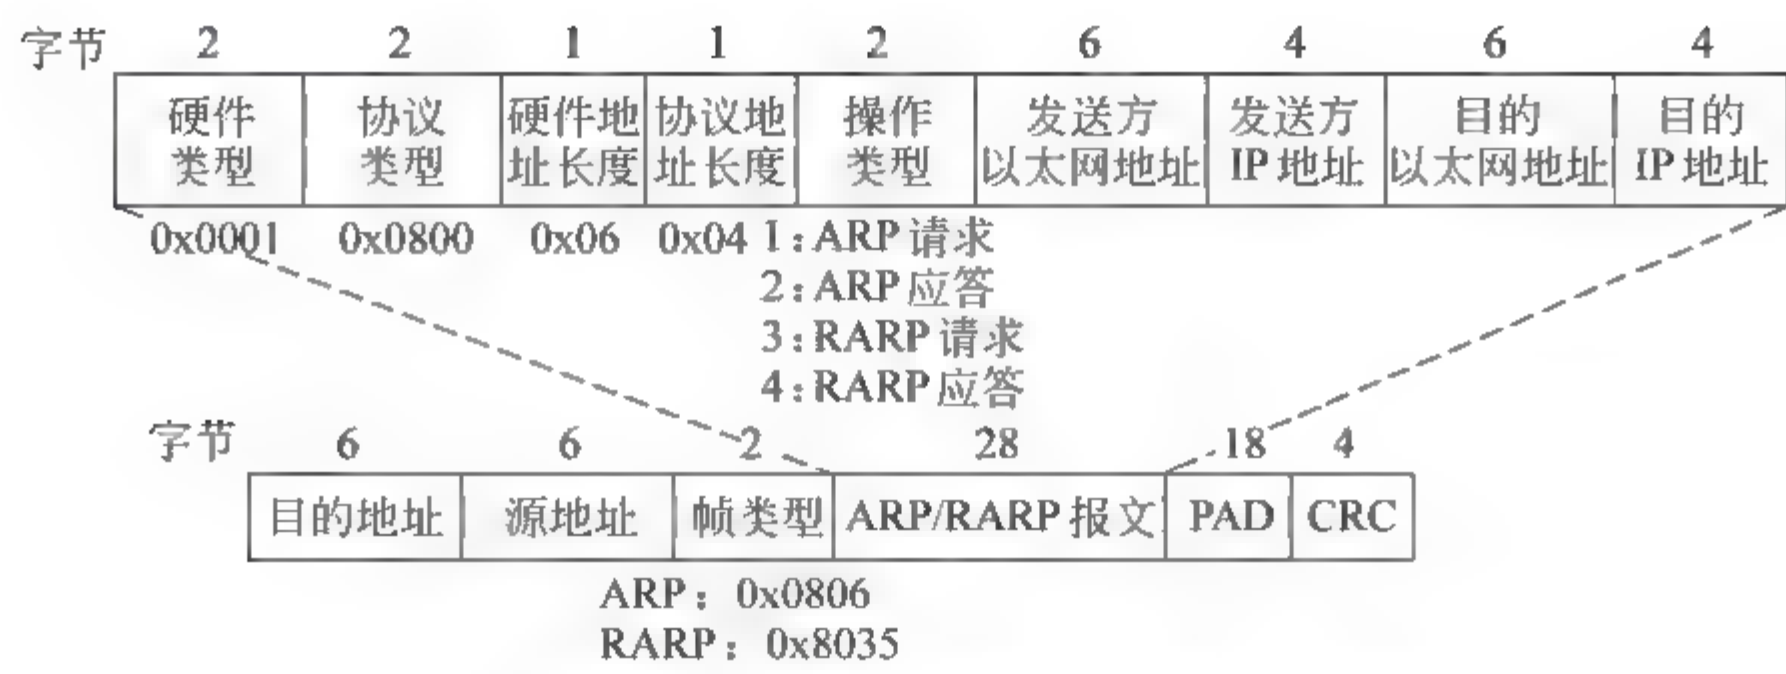 字节 2 2 1 1 2 6 4 6 4
硬件类型 协议类型 硬件地址长度 协议地址长度 操作类型 发送方以太网地址 发送方IP地址 目的以太网地址 目的IP地址
0x0001 0x0800 0x06 0x04 1:ARP请求
2:ARP应答
3:RARP请求
4:RARP应答
字节 6 6 2 28 18 4
目的地址 源地址 帧类型 ARP/RARP报文 PAD CRC
ARP：0x0806
RARP：0x8035